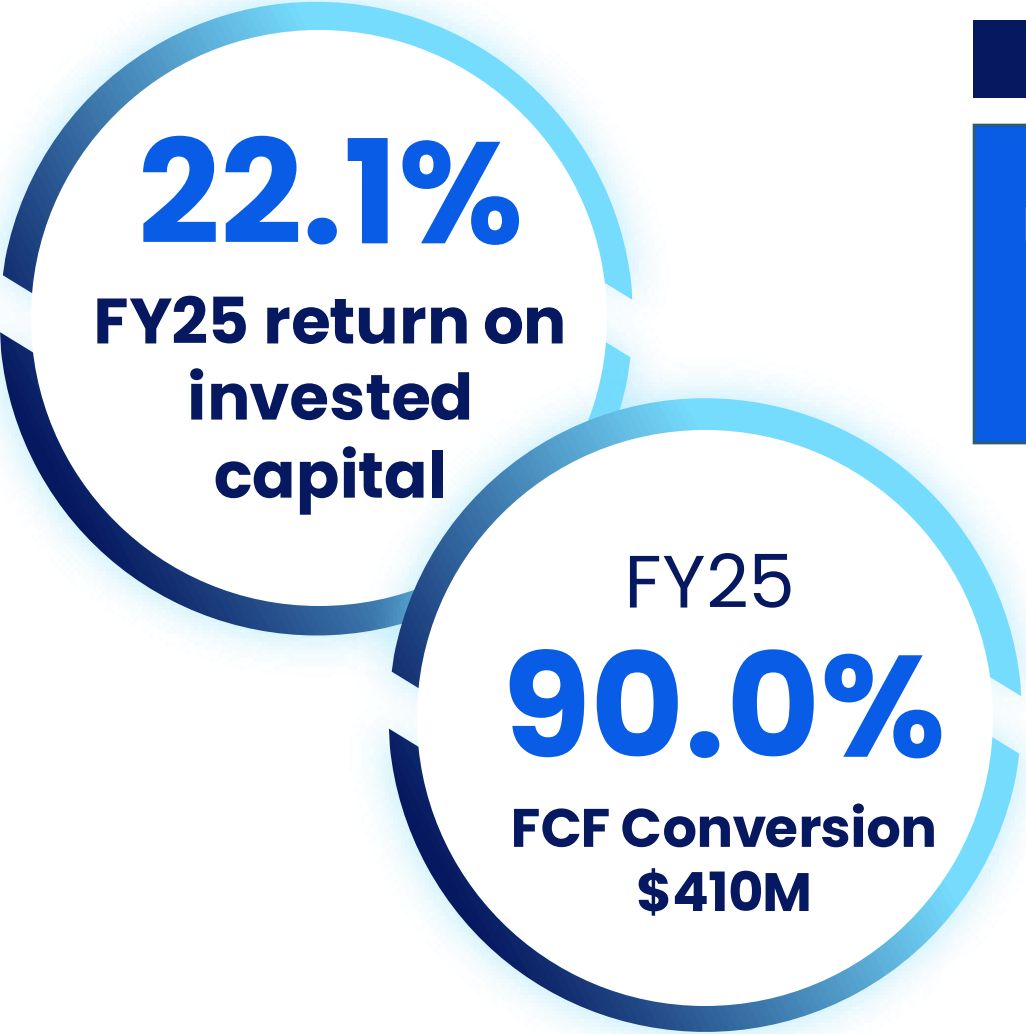 22.1%
FY25 return on
invested
capital
FY25
90.0%
FCF Conversion
$410M